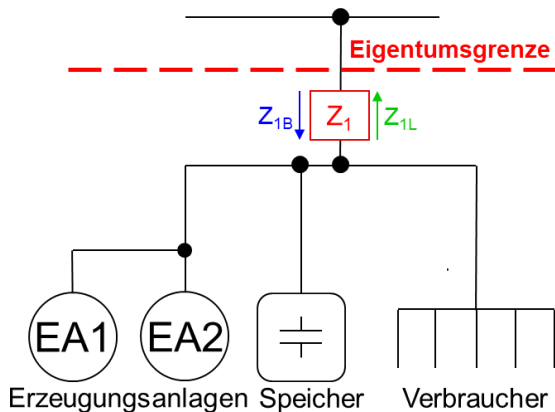 Eigentumsgrenze
Z1B Z1 Z1L
EA1 EA2
Erzeugungsanlagen Speicher Verbraucher